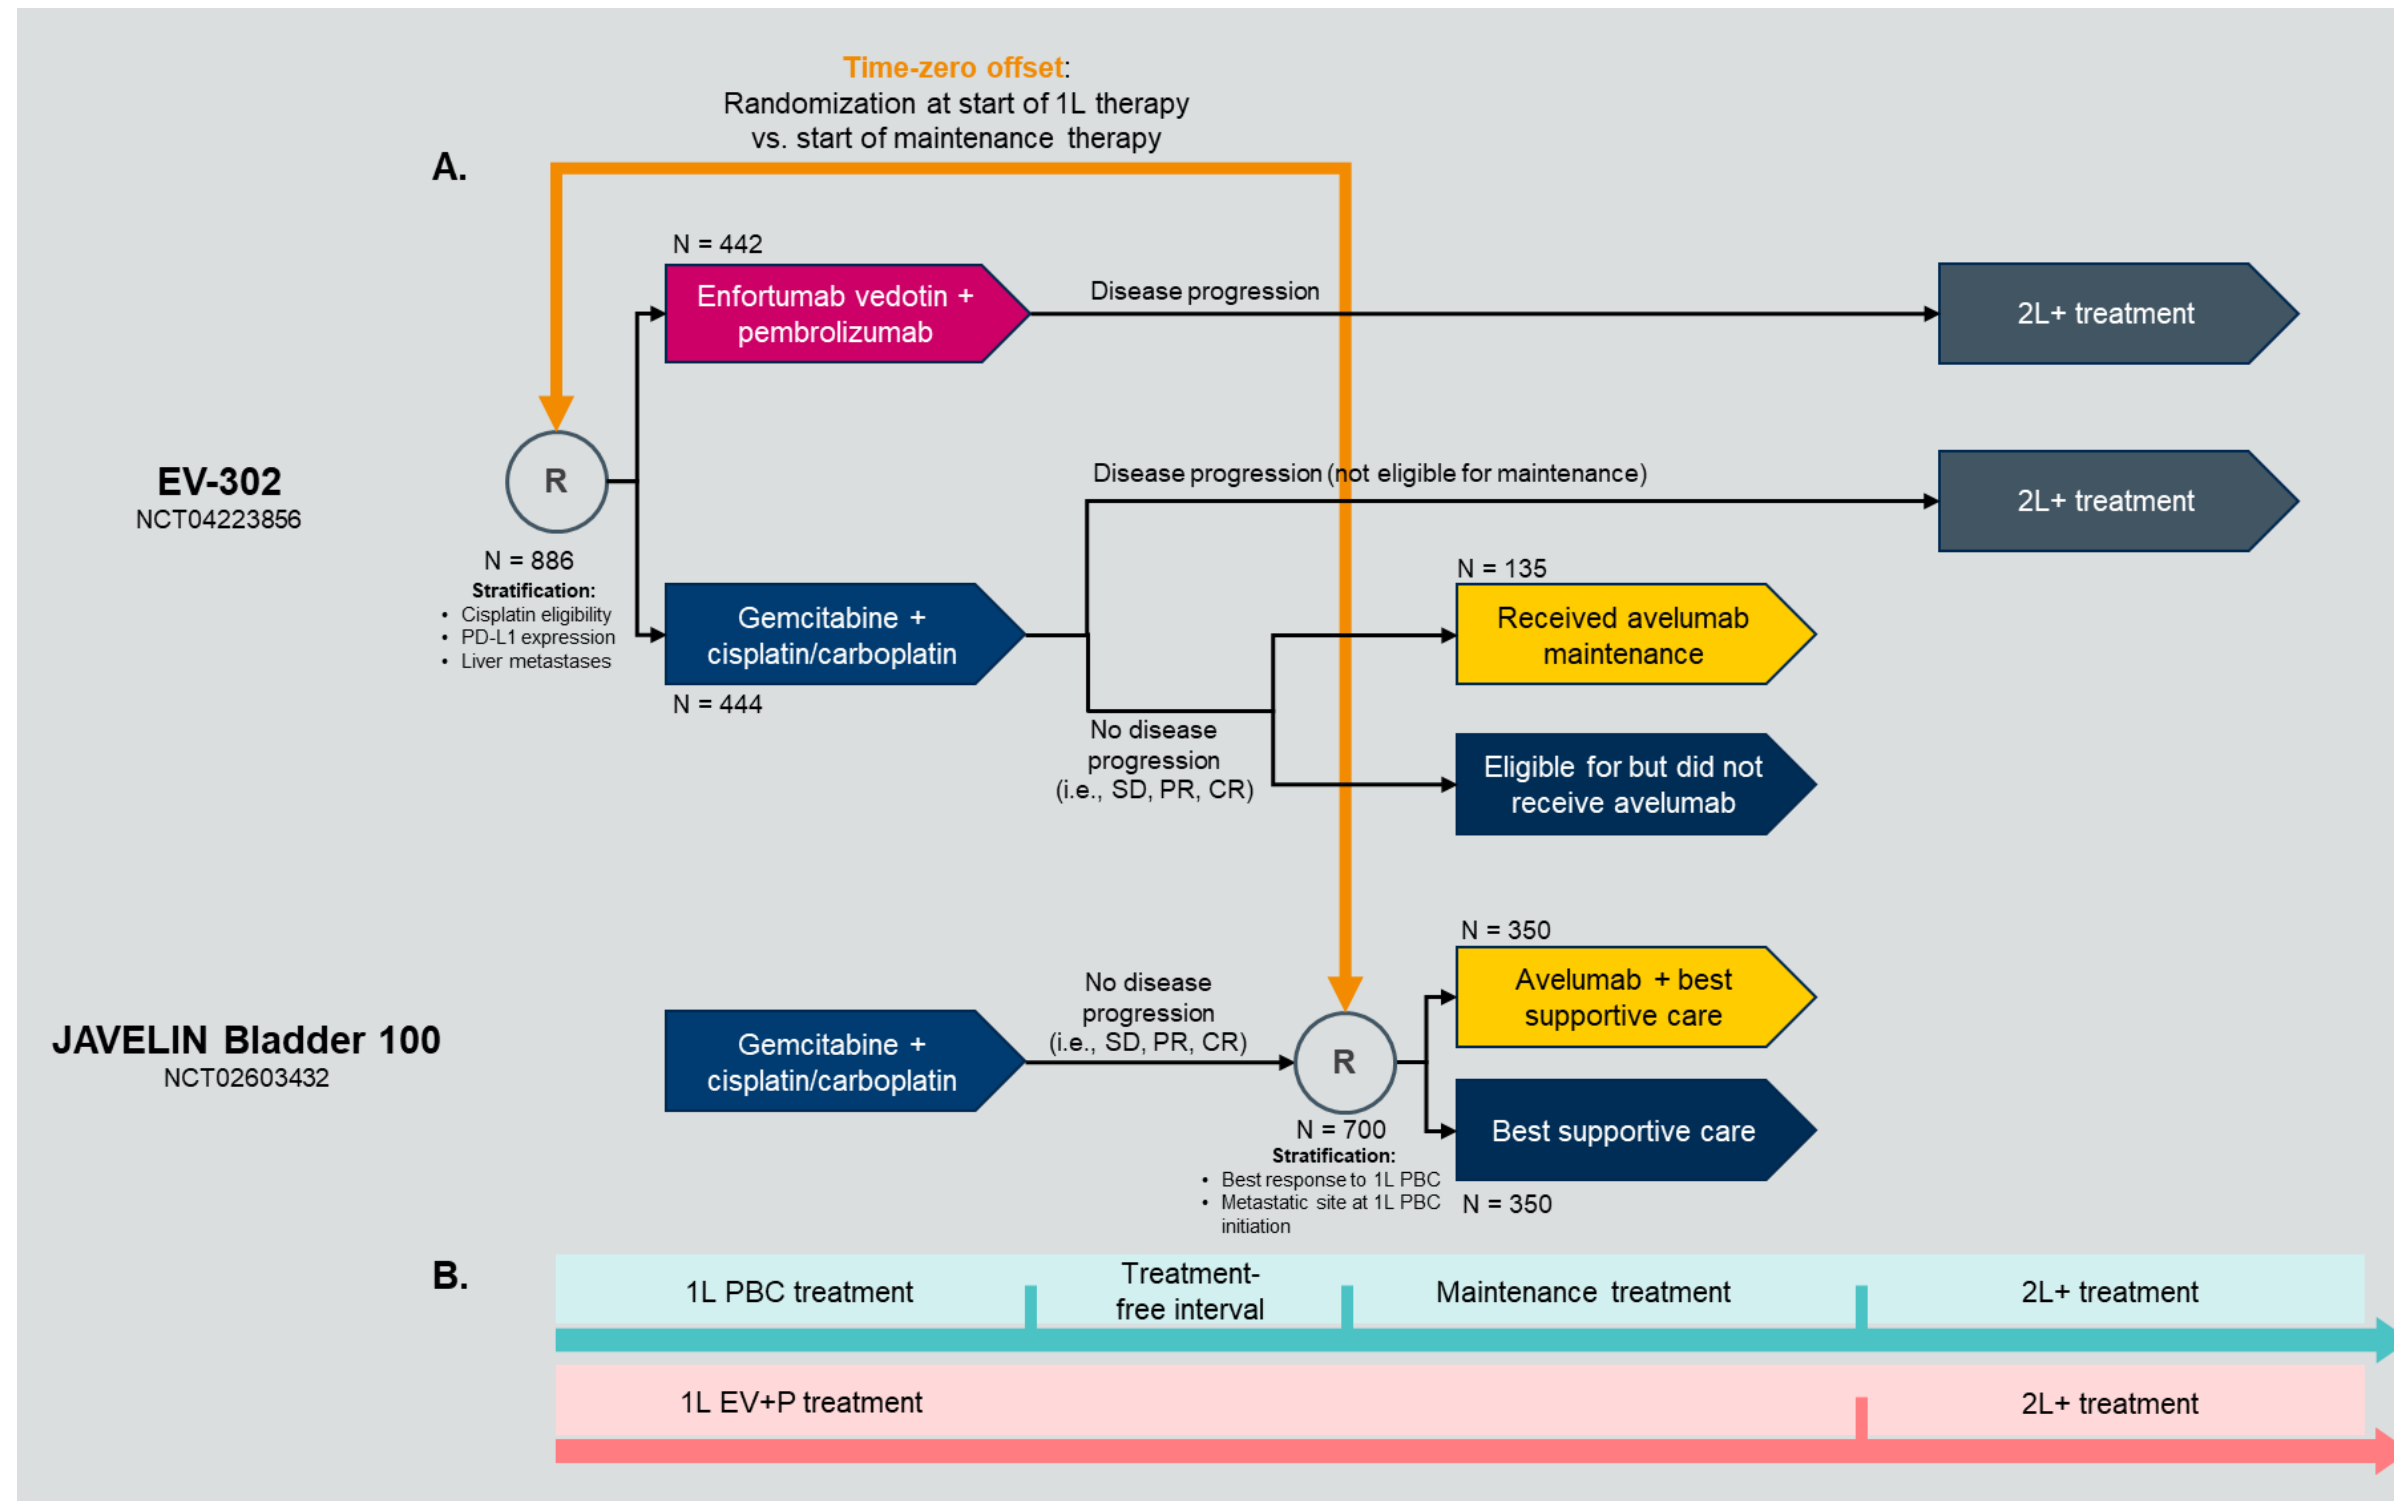 Time-zero offset:
Randomization at start of 1L therapy
vs. start of maintenance therapy
A.
EV-302
NCT04223856
R
N = 886
Stratification:
• Cisplatin eligibility
• PD-L1 expression
• Liver metastases
N = 442
Enfortumab vedotin +
pembrolizumab
Disease progression
2L+ treatment
Gemcitabine +
cisplatin/carboplatin
N = 444
Disease progression (not eligible for maintenance)
2L+ treatment
No disease
progression
(i.e., SD, PR, CR)
N = 135
Received avelumab
maintenance
Eligible for but did not
receive avelumab
JAVELIN Bladder 100
NCT02603432
Gemcitabine +
cisplatin/carboplatin
No disease
progression
(i.e., SD, PR, CR)
R
N = 700
Stratification:
• Best response to 1L PBC
• Metastatic site at 1L PBC
initiation
N = 350
Avelumab + best
supportive care
Best supportive care
N = 350
B.
1L PBC treatment
Treatment-
free interval
Maintenance treatment
2L+ treatment
1L EV+P treatment
2L+ treatment